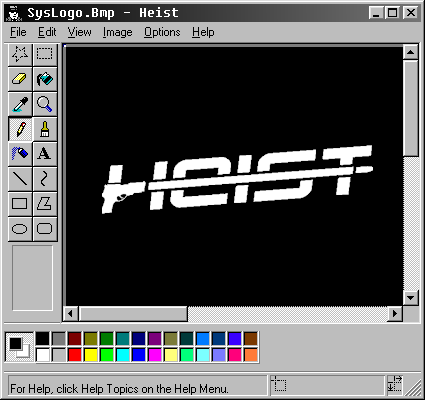 SysLogo.Bmp - Heist
File Edit View Image Options Help
A
HEIST
For Help, click Help Topics on the Help Menu.